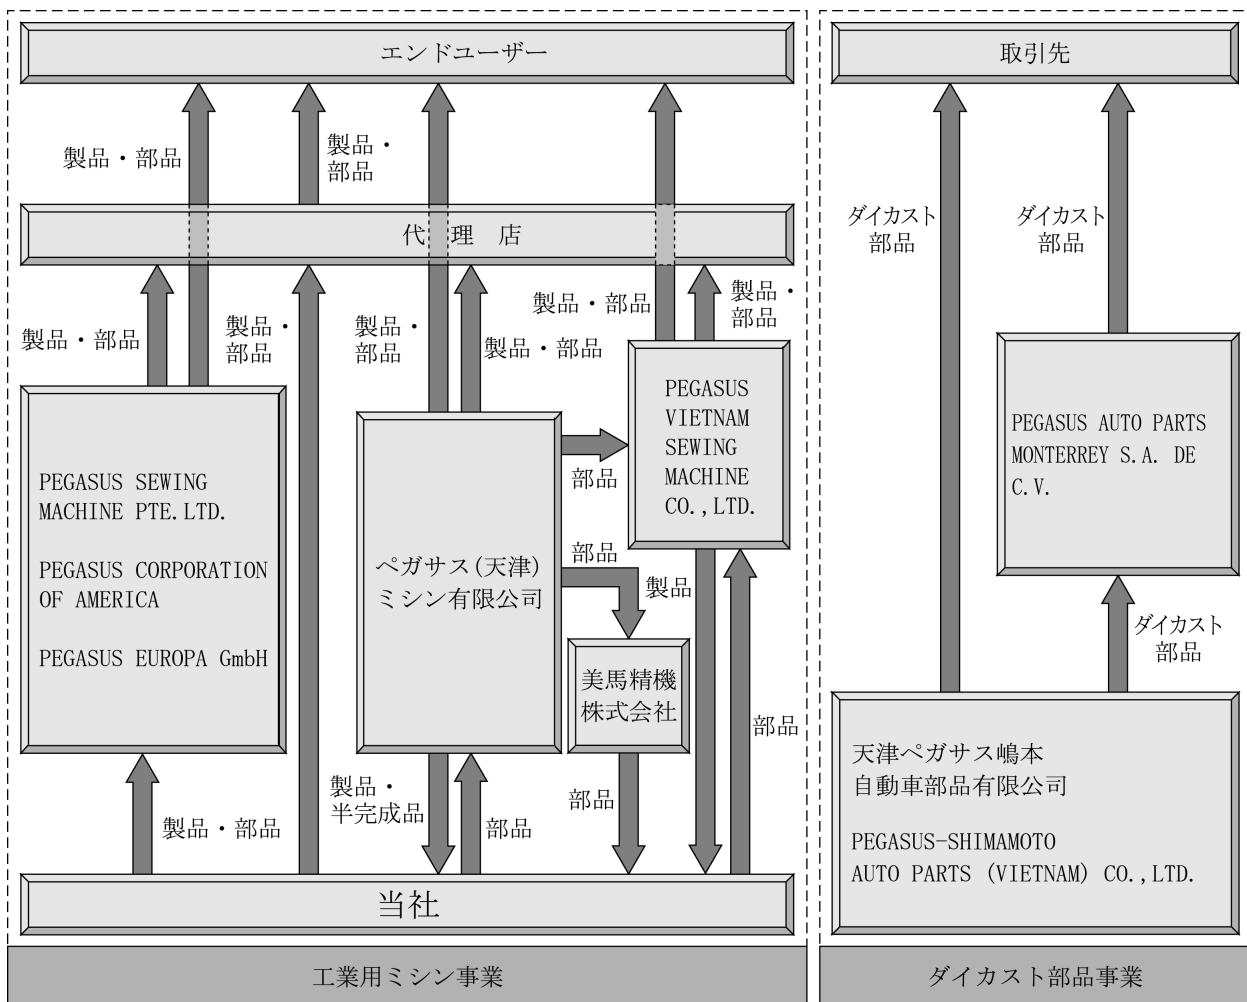 エンドユーザー
製品・部品
製品・
部品
代理店
製品・部品
製品・
部品
製品・
部品
製品・部品
製品・部品
製品・
部品
PEGASUS SEWING
MACHINE PTE.LTD.
PEGASUS CORPORATION
OF AMERICA
PEGASUS EUROPA GmbH
ペガサス(天津)
ミシン有限公司
部品
部品
PEGASUS
VIETNAM
SEWING
MACHINE
CO.,LTD.
製品
美馬精機
株式会社
部品
製品・部品
製品・
半完成品
部品
部品
当社
工業用ミシン事業
取引先
ダイカスト
部品
ダイカスト
部品
PEGASUS AUTO PARTS
MONTERREY S.A. DE
C.V.
ダイカスト
部品
天津ペガサス嶋本
自動車部品有限公司
PEGASUS-SHIMAMOTO
AUTO PARTS (VIETNAM) CO.,LTD.
ダイカスト部品事業